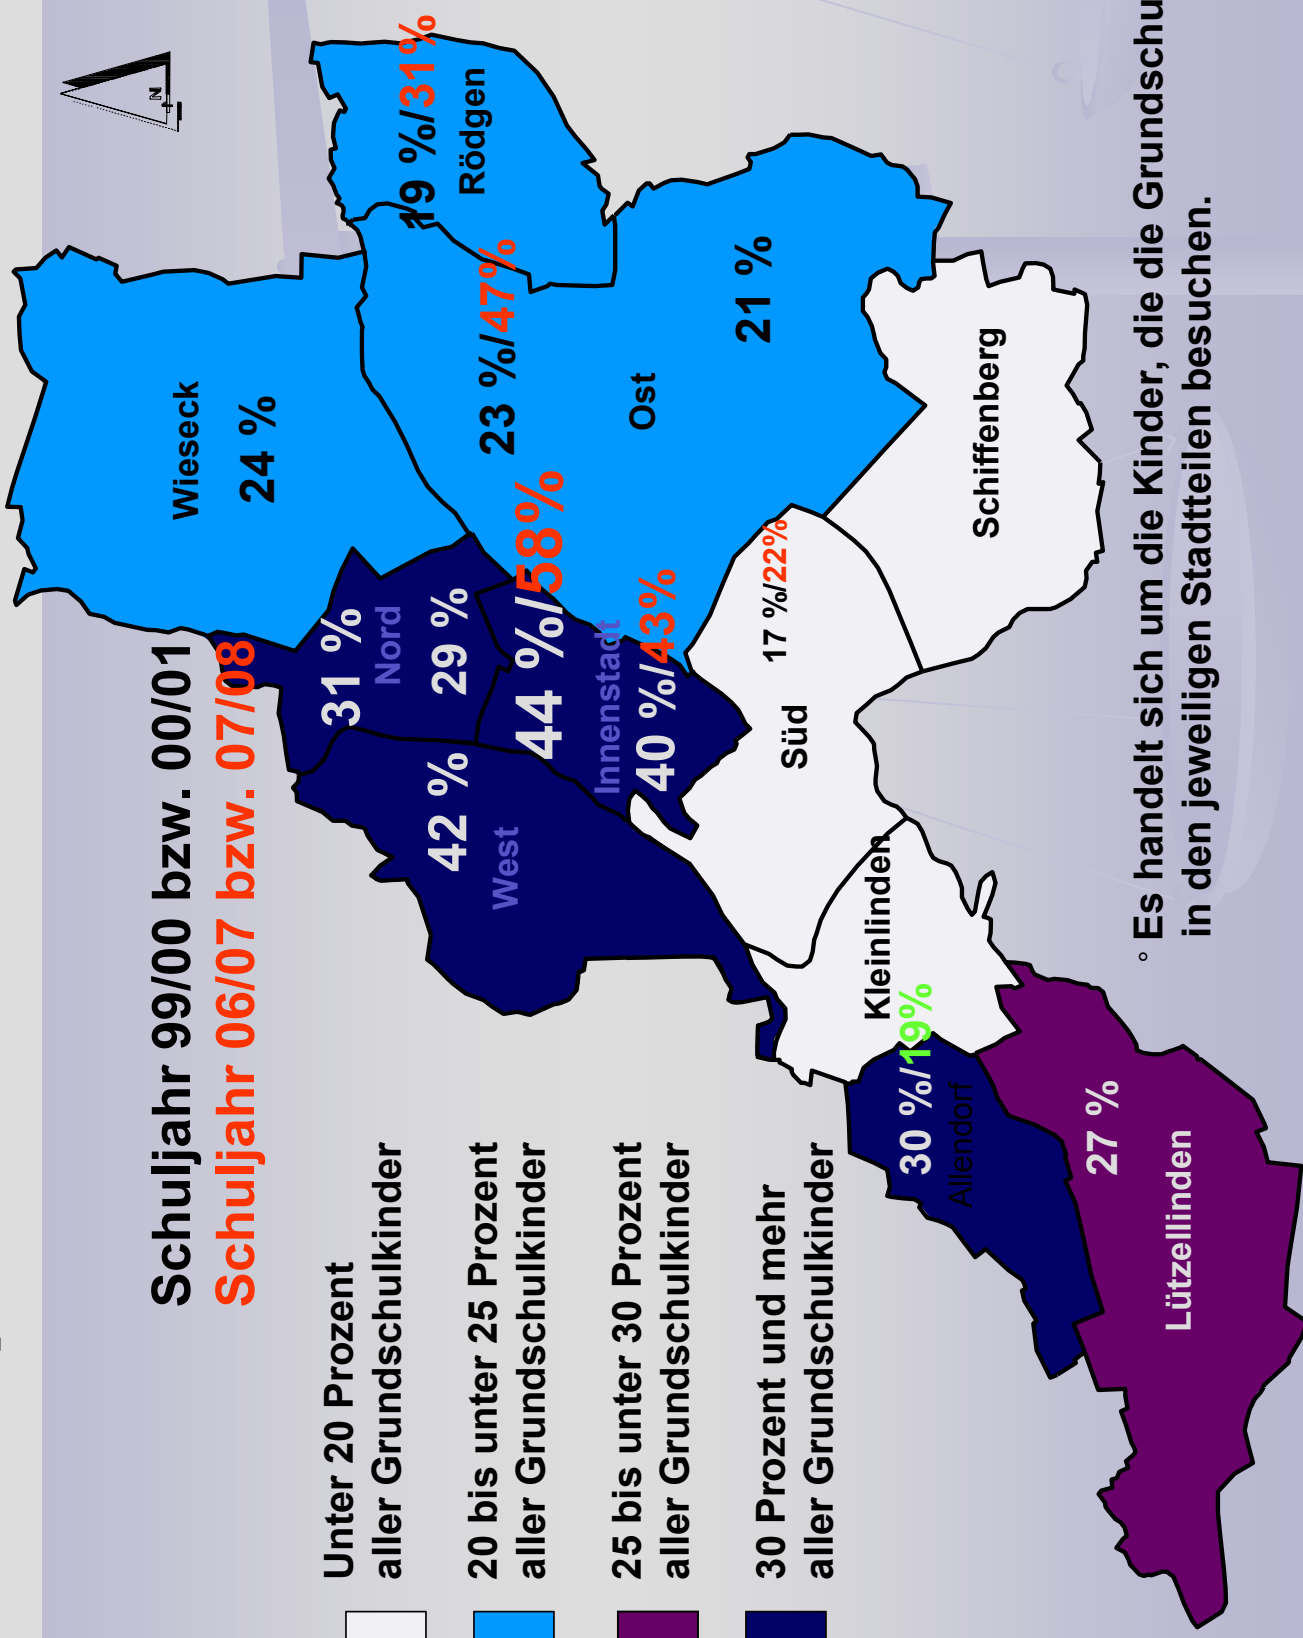 Schuljahr 99/00 bzw. 00/01
Schuljahr 06/07 bzw. 07/08
Unter 20 Prozent
aller Grundschulkinder
20 bis unter 25 Prozent
aller Grundschulkinder
25 bis unter 30 Prozent
aller Grundschulkinder
30 Prozent und mehr
aller Grundschulkinder
N
Wieseck
24 %
19 %/31%
Rödgen
31 %
Nord
29 %
23 %/47%
Ost
21 %
42 %
West
44 %/58%
Innenstadt
40 %/43%
17 %/22%
Süd
Schiffenberg
Kleinlinden
30 %/19%
Allendorf
27 %
Lützellinden
° Es handelt sich um die Kinder, die die Grundschu
in den jeweiligen Stadtteilen besuchen.